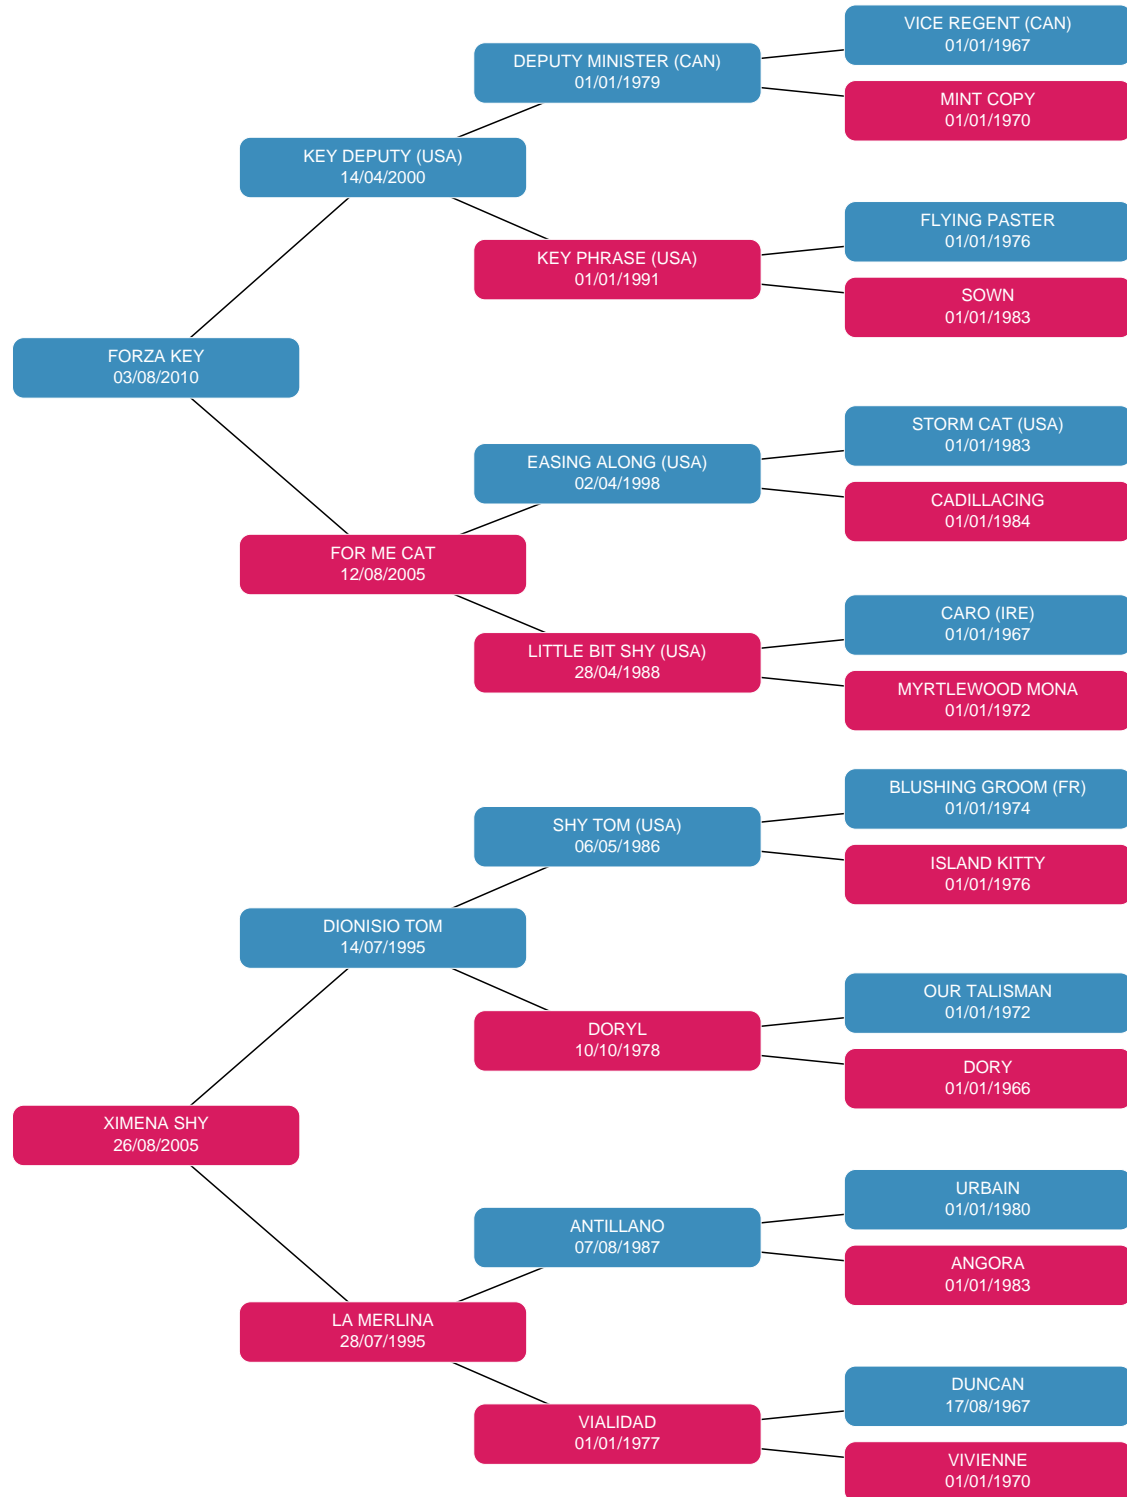 VICE REGENT (CAN)
01/01/1967
DEPUTY MINISTER (CAN)
01/01/1979
MINT COPY
01/01/1970
KEY DEPUTY (USA)
14/04/2000
FLYING PASTER
01/01/1976
KEY PHRASE (USA)
01/01/1991
SOWN
01/01/1983
FORZA KEY
03/08/2010
STORM CAT (USA)
01/01/1983
EASING ALONG (USA)
02/04/1998
CADILLACING
01/01/1984
FOR ME CAT
12/08/2005
CARO (IRE)
01/01/1967
LITTLE BIT SHY (USA)
28/04/1988
MYRTLEWOOD MONA
01/01/1972
BLUSHING GROOM (FR)
01/01/1974
SHY TOM (USA)
06/05/1986
ISLAND KITTY
01/01/1976
DIONISIO TOM
14/07/1995
OUR TALISMAN
01/01/1972
DORYL
10/10/1978
DORY
01/01/1966
XIMENA SHY
26/08/2005
URBAIN
01/01/1980
ANTILLANO
07/08/1987
ANGORA
01/01/1983
LA MERLINA
28/07/1995
DUNCAN
17/08/1967
VIALIDAD
01/01/1977
VIVIENNE
01/01/1970